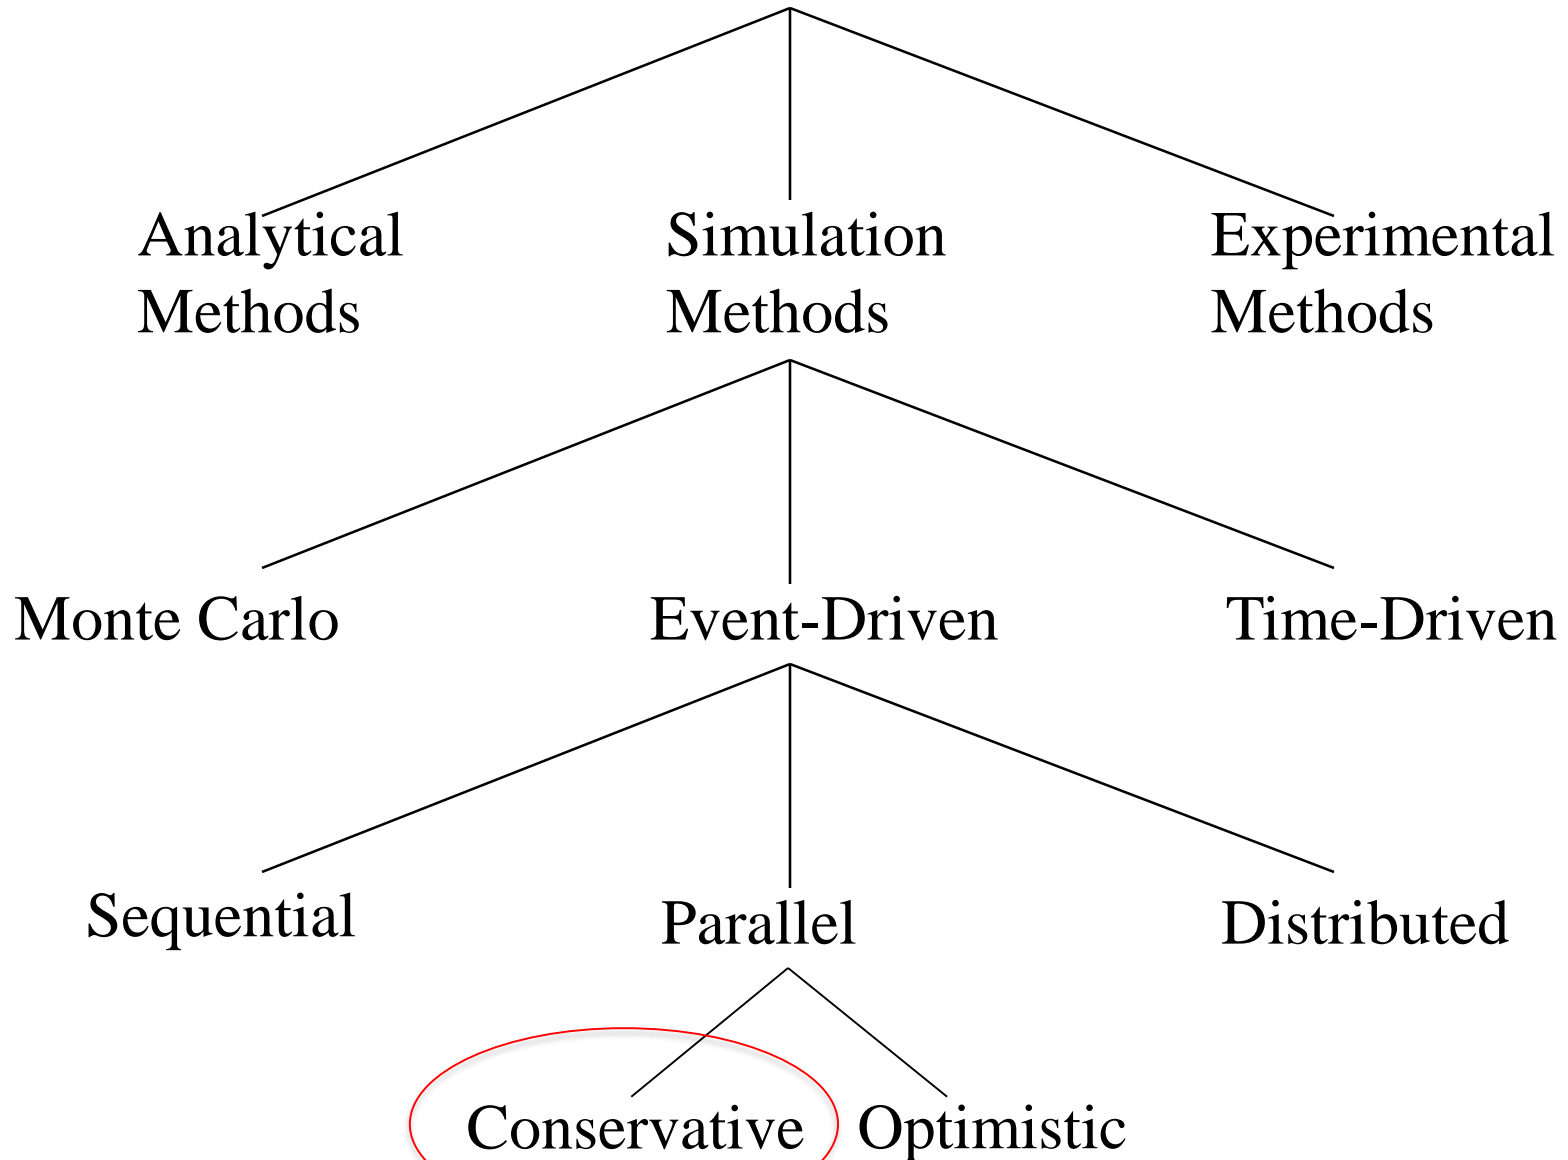 Analytical Methods
Simulation Methods
Experimental Methods
Monte Carlo
Event-Driven
Time-Driven
Sequential
Parallel
Distributed
Conservative
Optimistic